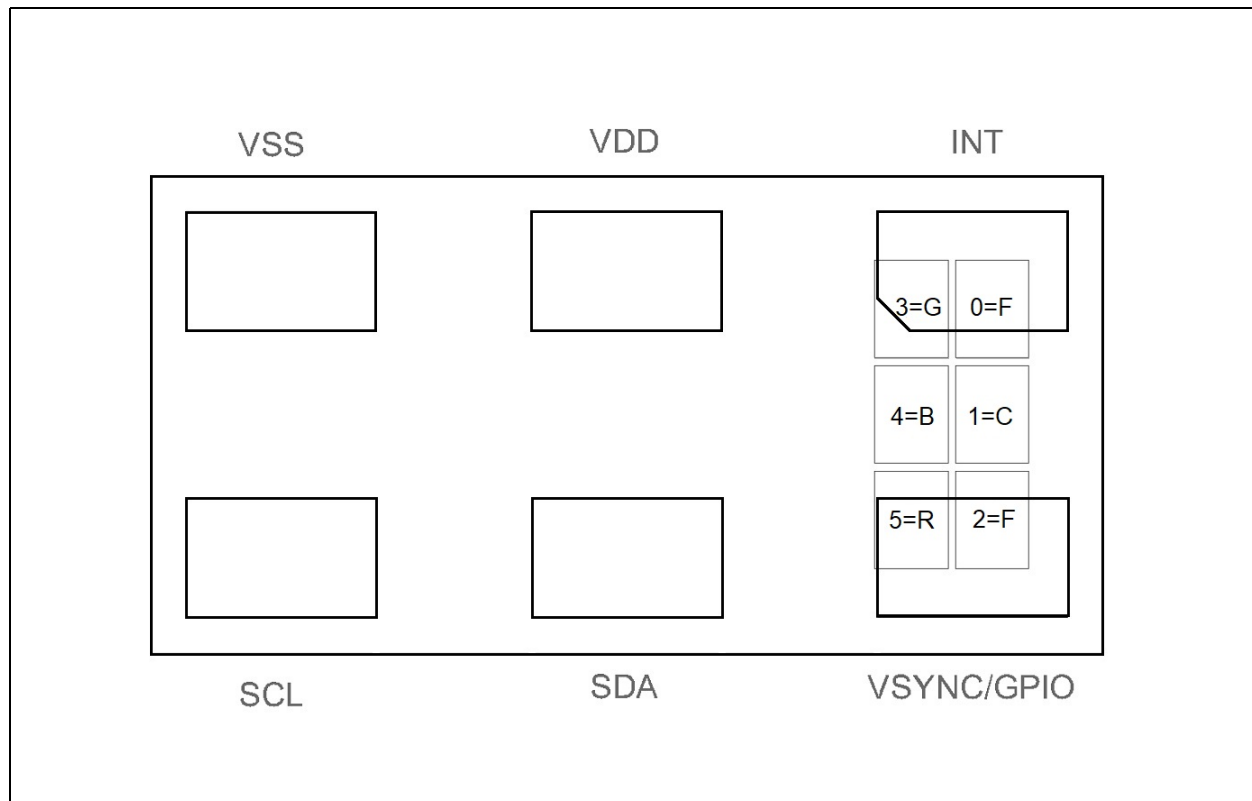 VSS VDD INT
3=G 0=F
4=B 1=C
5=R 2=F
SCL SDA VSYNC/GPIO